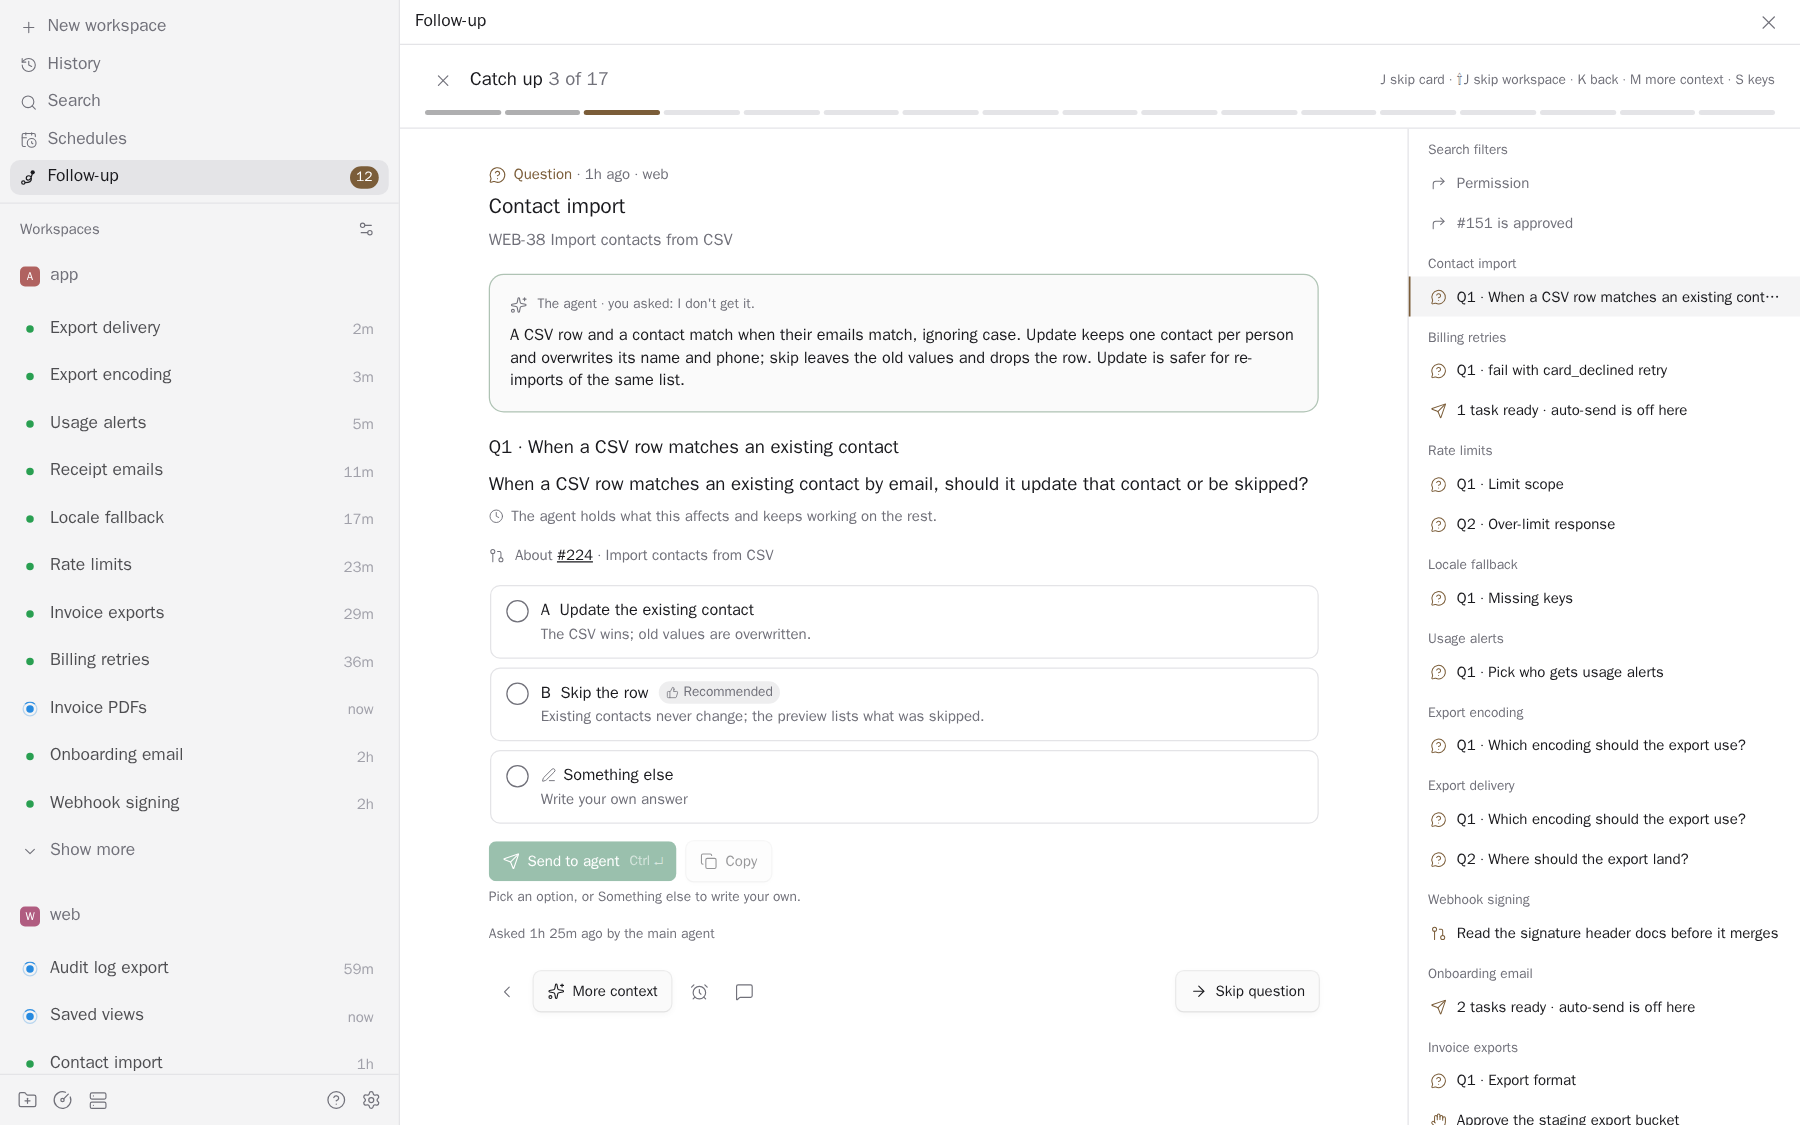 New workspace
History
Search
Schedules
Follow-up 12
Workspaces
A app
Export delivery 2m
Export encoding 3m
Usage alerts 5m
Receipt emails 11m
Locale fallback 17m
Rate limits 23m
Invoice exports 29m
Billing retries 36m
Invoice PDFs now
Onboarding email 2h
Webhook signing 2h
Show more
W web
Audit log export 59m
Saved views now
Contact import 1h
Follow-up
Catch up 3 of 17
J skip card · ⇧J skip workspace · K back · M more context · S keys
Question · 1h ago · web
Contact import
WEB-38 Import contacts from CSV
The agent · you asked: I don't get it.
A CSV row and a contact match when their emails match, ignoring case. Update keeps one contact per person
and overwrites its name and phone; skip leaves the old values and drops the row. Update is safer for re-
imports of the same list.
Q1 · When a CSV row matches an existing contact
When a CSV row matches an existing contact by email, should it update that contact or be skipped?
The agent holds what this affects and keeps working on the rest.
About #224 · Import contacts from CSV
A Update the existing contact
The CSV wins; old values are overwritten.
B Skip the row Recommended
Existing contacts never change; the preview lists what was skipped.
Something else
Write your own answer
Send to agent Ctrl ↵ Copy
Pick an option, or Something else to write your own.
Asked 1h 25m ago by the main agent
More context Skip question
Search filters
Permission
#151 is approved
Contact import
Q1 · When a CSV row matches an existing cont…
Billing retries
Q1 · fail with card_declined retry
1 task ready · auto-send is off here
Rate limits
Q1 · Limit scope
Q2 · Over-limit response
Locale fallback
Q1 · Missing keys
Usage alerts
Q1 · Pick who gets usage alerts
Export encoding
Q1 · Which encoding should the export use?
Export delivery
Q1 · Which encoding should the export use?
Q2 · Where should the export land?
Webhook signing
Read the signature header docs before it merges
Onboarding email
2 tasks ready · auto-send is off here
Invoice exports
Q1 · Export format
Approve the staging export bucket